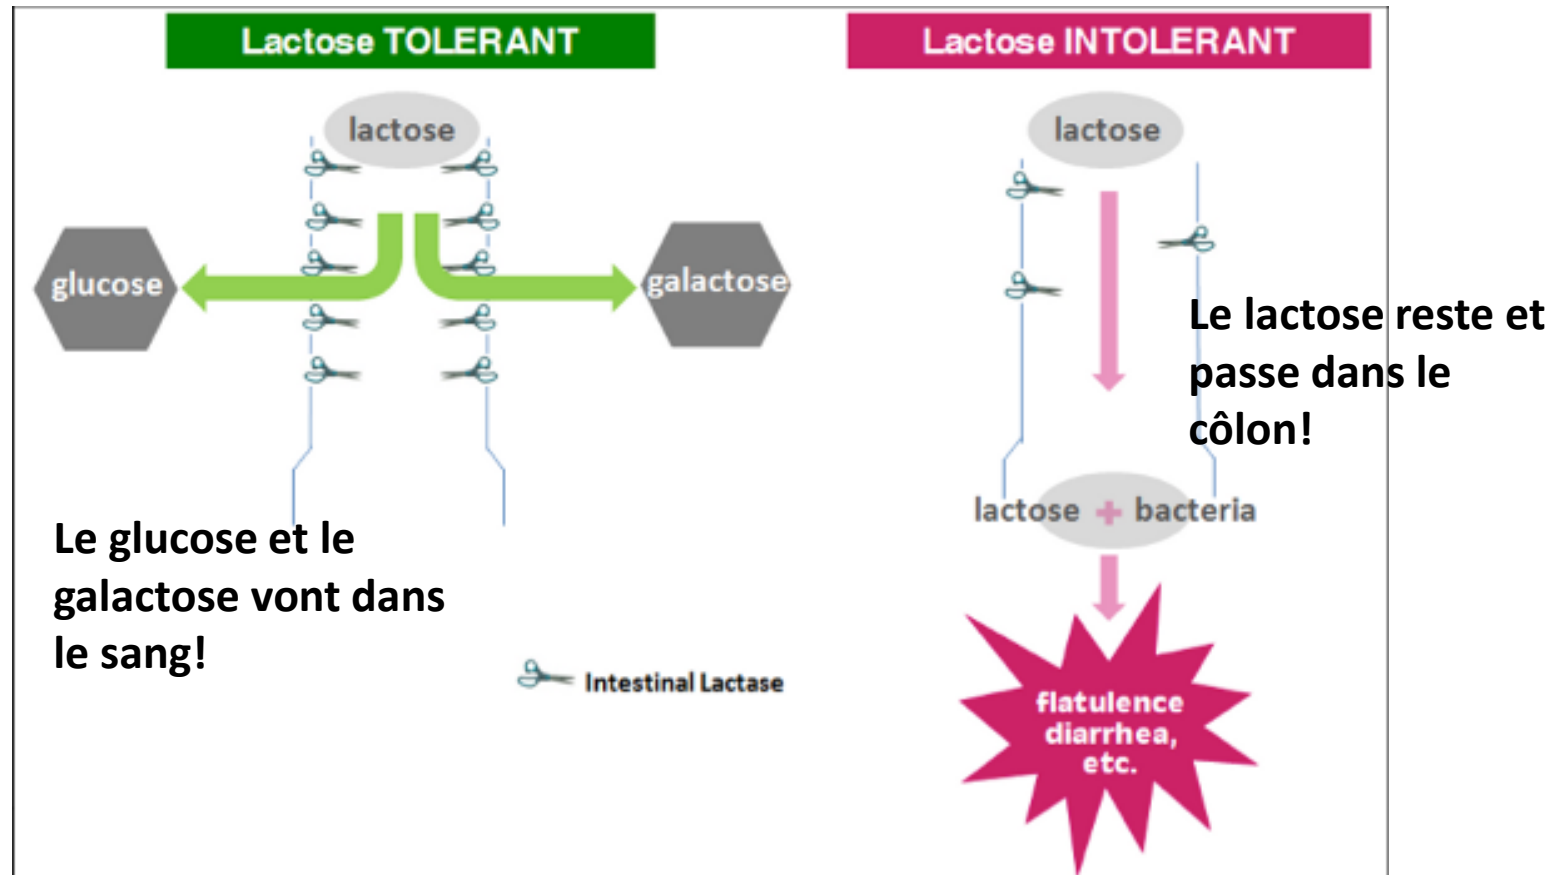 Lactose TOLERANT
lactose
glucose
galactose
Le glucose et le
galactose vont dans
le sang!
Intestinal Lactase
Lactose INTOLERANT
lactose
Le lactose reste et
passe dans le
côlon!
lactose + bacteria
flatulence
diarrhea,
etc.